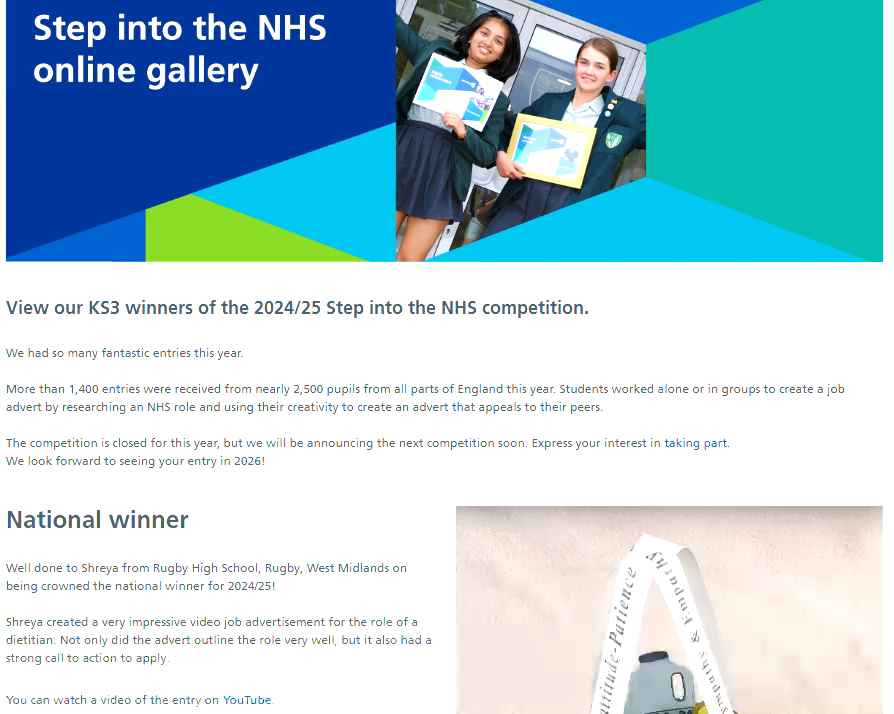 Step into the NHS
online gallery
View our KS3 winners of the 2024/25 Step into the NHS competition.
We had so many fantastic entries this year.
More than 1,400 entries were received from nearly 2,500 pupils from all parts of England this year. Students worked alone or in groups to create a job
advert by researching an NHS role and using their creativity to create an advert that appeals to their peers.
The competition is closed for this year, but we will be announcing the next competition soon. Express your interest in taking part.
We look forward to seeing your entry in 2026!
National winner
Well done to Shreya from Rugby High School, Rugby, West Midlands on
being crowned the national winner for 2024/25!
Shreya created a very impressive video job advertisement for the role of a
dietitian. Not only did the advert outline the role very well, but it also had a
strong call to action to apply.
You can watch a video of the entry on YouTube.
Patience
& Empathy